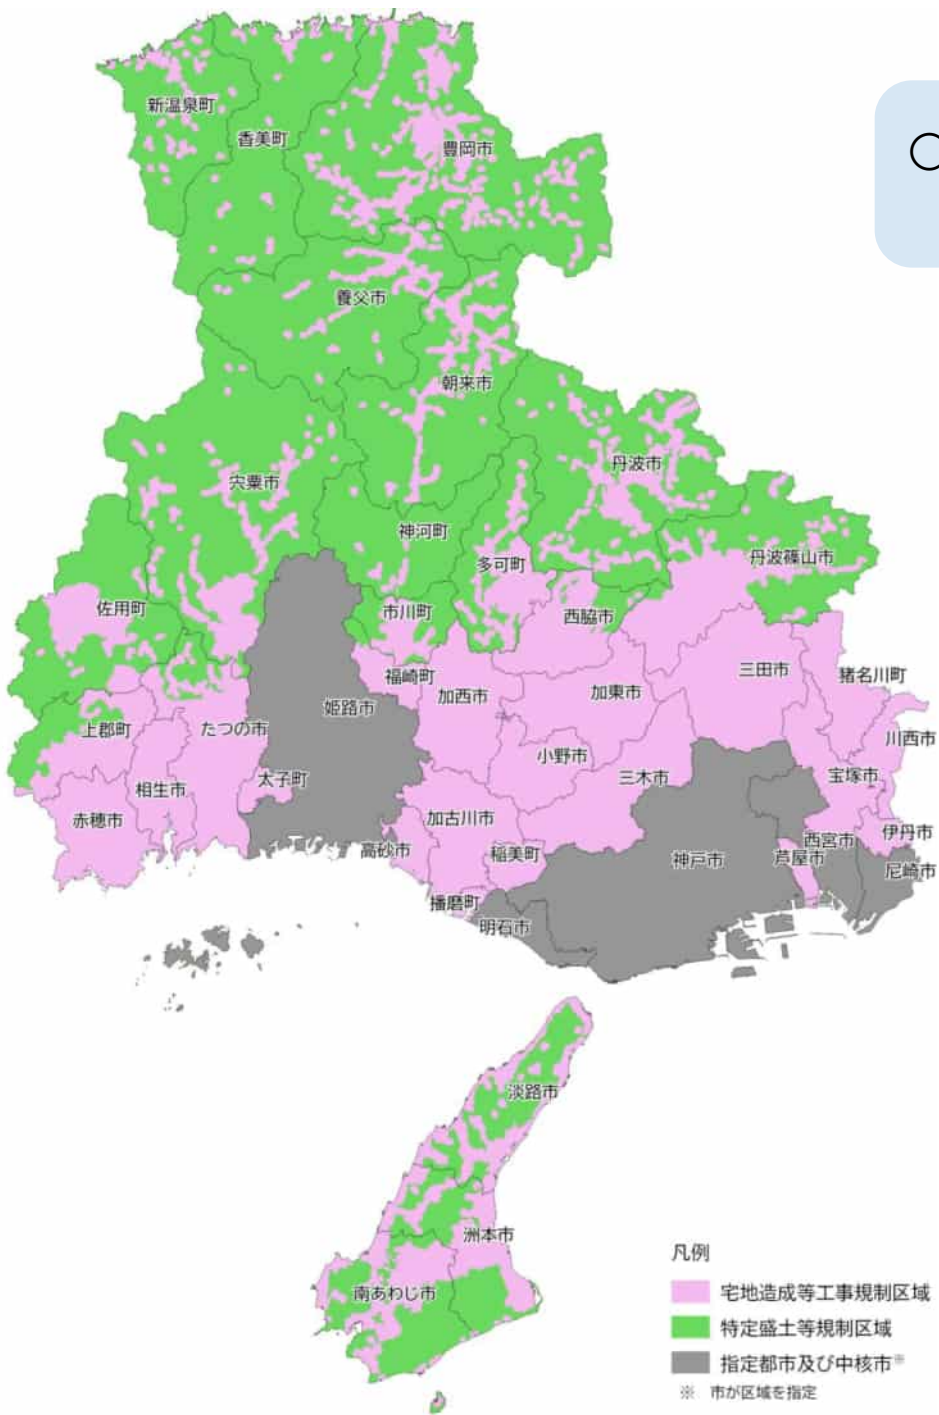 新温泉町
香美町
豊岡市
養父市
朝来市
丹波市
宍粟市
神河町
多可町
丹波篠山市
佐用町
市川町
西脇市
福崎町
三田市
猪名川町
加西市
加東市
姫路市
上郡町
たつの市
川西市
小野市
太子町
三木市
宝塚市
相生市
赤穂市
加古川市
伊丹市
西宮市
高砂市
稲美町
神戸市
芦屋市
尼崎市
播磨町
明石市
淡路市
洲本市
南あわじ市
凡例
宅地造成等工事規制区域
特定盛土等規制区域
指定都市及び中核市※
※ 市が区域を指定